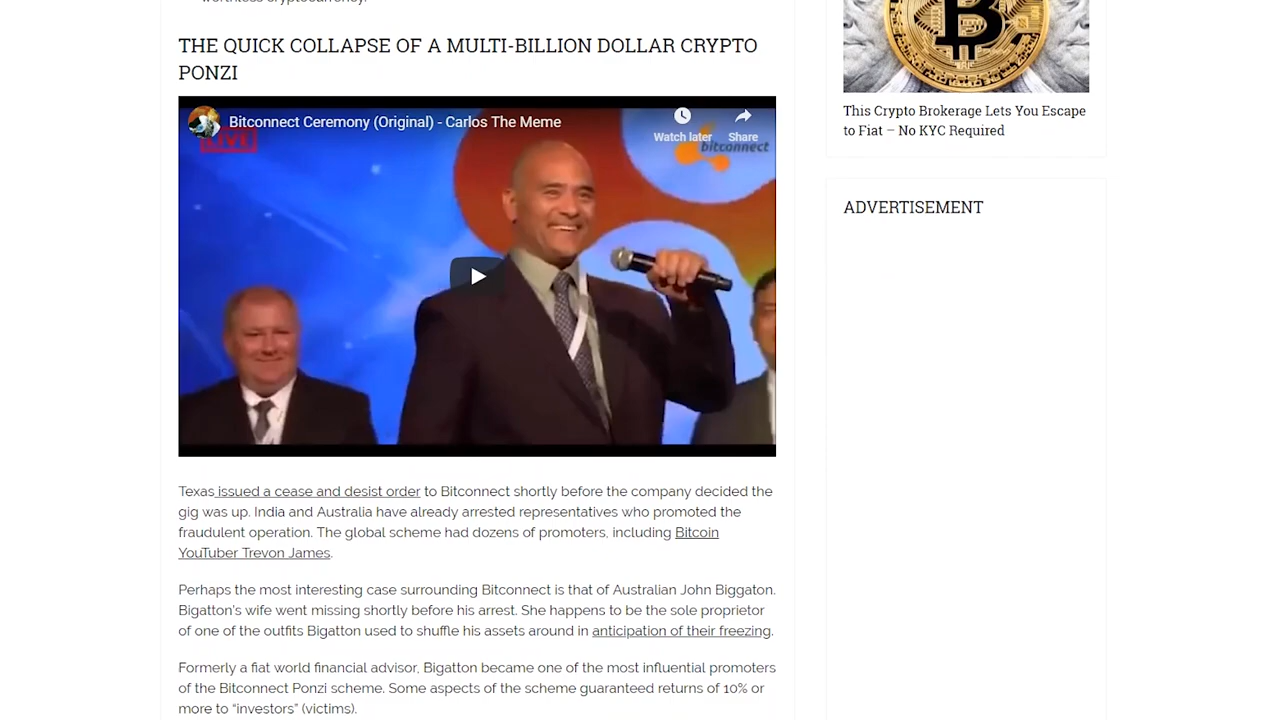 worthless cryptocurrency.
THE QUICK COLLAPSE OF A MULTI-BILLION DOLLAR CRYPTO
PONZI
Bitconnect Ceremony (Original) - Carlos The Meme
Watch later
Share
LIVE
bitconnect
Texas issued a cease and desist order to Bitconnect shortly before the company decided the
gig was up. India and Australia have already arrested representatives who promoted the
fraudulent operation. The global scheme had dozens of promoters, including Bitcoin
YouTuber Trevon James.
Perhaps the most interesting case surrounding Bitconnect is that of Australian John Biggaton.
Bigatton's wife went missing shortly before his arrest. She happens to be the sole proprietor
of one of the outfits Bigatton used to shuffle his assets around in anticipation of their freezing.
Formerly a fiat world financial advisor, Bigatton became one of the most influential promoters
of the Bitconnect Ponzi scheme. Some aspects of the scheme guaranteed returns of 10% or
more to “investors” (victims).
This Crypto Brokerage Lets You Escape
to Fiat – No KYC Required
ADVERTISEMENT